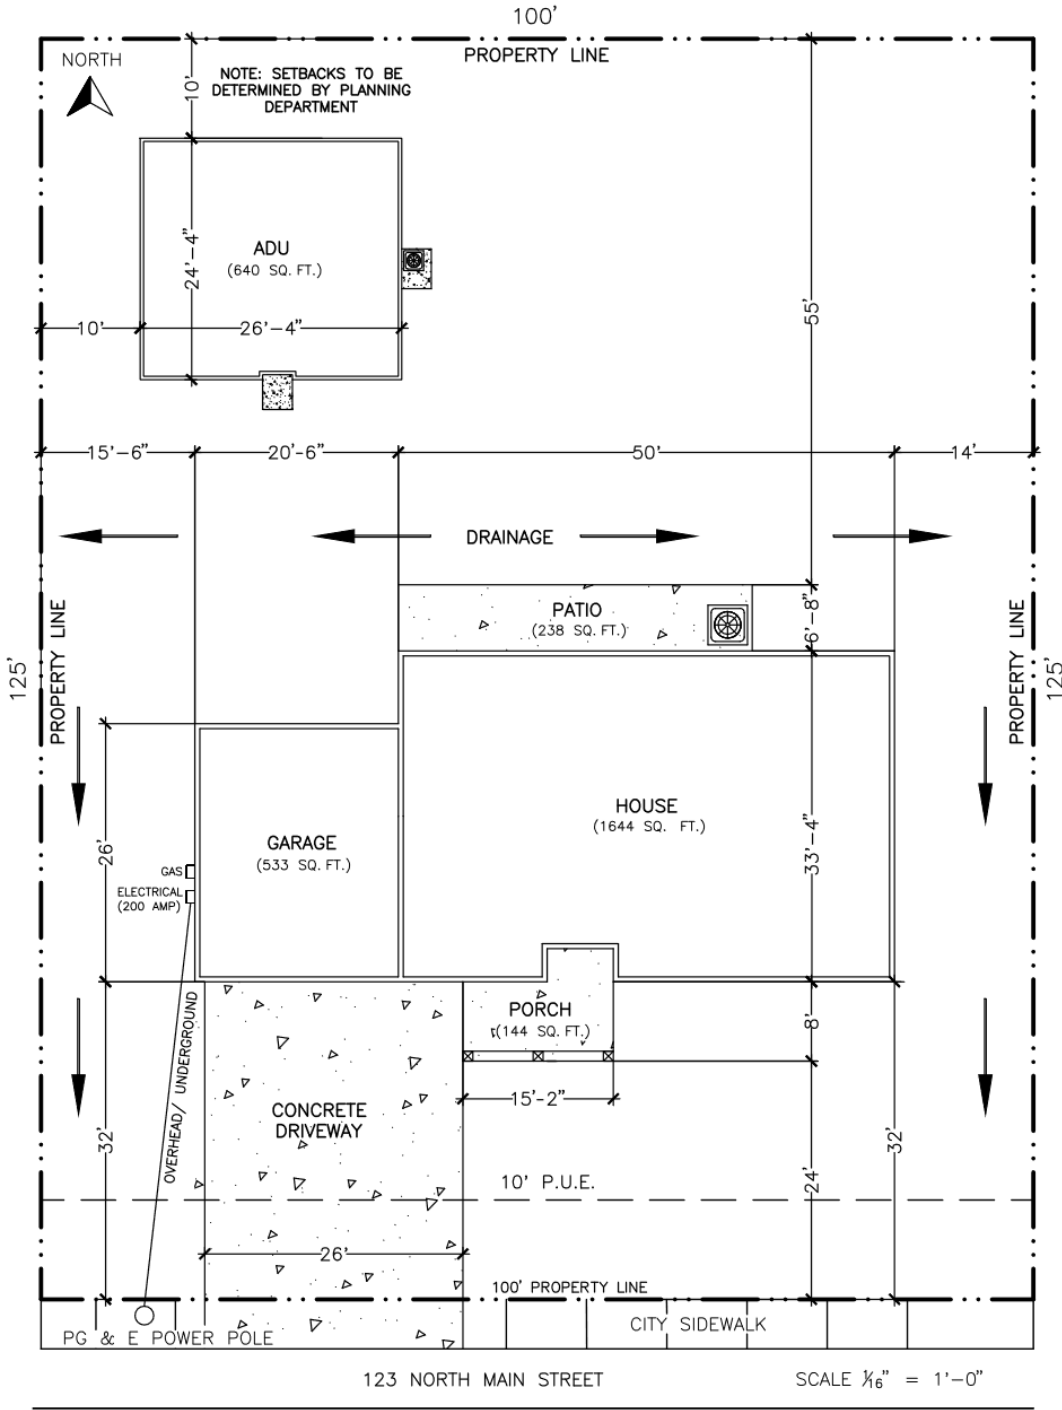 100'
PROPERTY LINE
NORTH
10'
NOTE: SETBACKS TO BE
DETERMINED BY PLANNING
DEPARTMENT
24'-4"
ADU
(640 SQ. FT.)
55'
10'
26'-4"
15'-6"
20'-6"
50'
14'
DRAINAGE
PATIO
(238 SQ. FT.)
6'-8"
125'
PROPERTY LINE
PROPERTY LINE
125'
HOUSE
(1644 SQ. FT.)
GARAGE
(533 SQ. FT.)
26'
33'-4"
GAS
ELECTRICAL
(200 AMP)
PORCH
(144 SQ. FT.)
8'
OVERHEAD/ UNDERGROUND
15'-2"
CONCRETE
DRIVEWAY
32'
32'
10' P.U.E.
24'
26'
100' PROPERTY LINE
PG & E POWER POLE
CITY SIDEWALK
123 NORTH MAIN STREET
SCALE 1/16" = 1'-0"